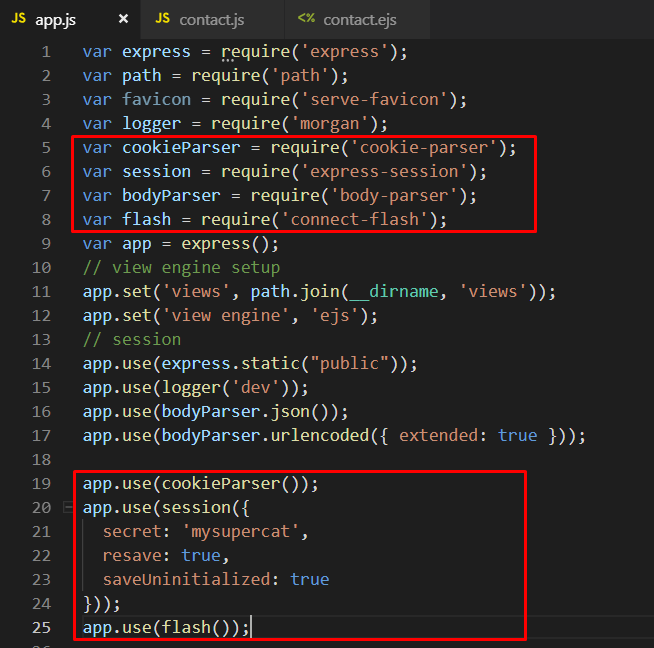 JS app.js × JS contact.js <% contact.ejs
1 var express = require('express');
2 var path = require('path');
3 var favicon = require('serve-favicon');
4 var logger = require('morgan');
5 var cookieParser = require('cookie-parser');
6 var session = require('express-session');
7 var bodyParser = require('body-parser');
8 var flash = require('connect-flash');
9 var app = express();
10 // view engine setup
11 app.set('views', path.join(__dirname, 'views'));
12 app.set('view engine', 'ejs');
13 // session
14 app.use(express.static("public"));
15 app.use(logger('dev'));
16 app.use(bodyParser.json());
17 app.use(bodyParser.urlencoded({ extended: true }));
18
19 app.use(cookieParser());
20 app.use(session({
21   secret: 'mysupercat',
22   resave: true,
23   saveUninitialized: true
24 }));
25 app.use(flash());